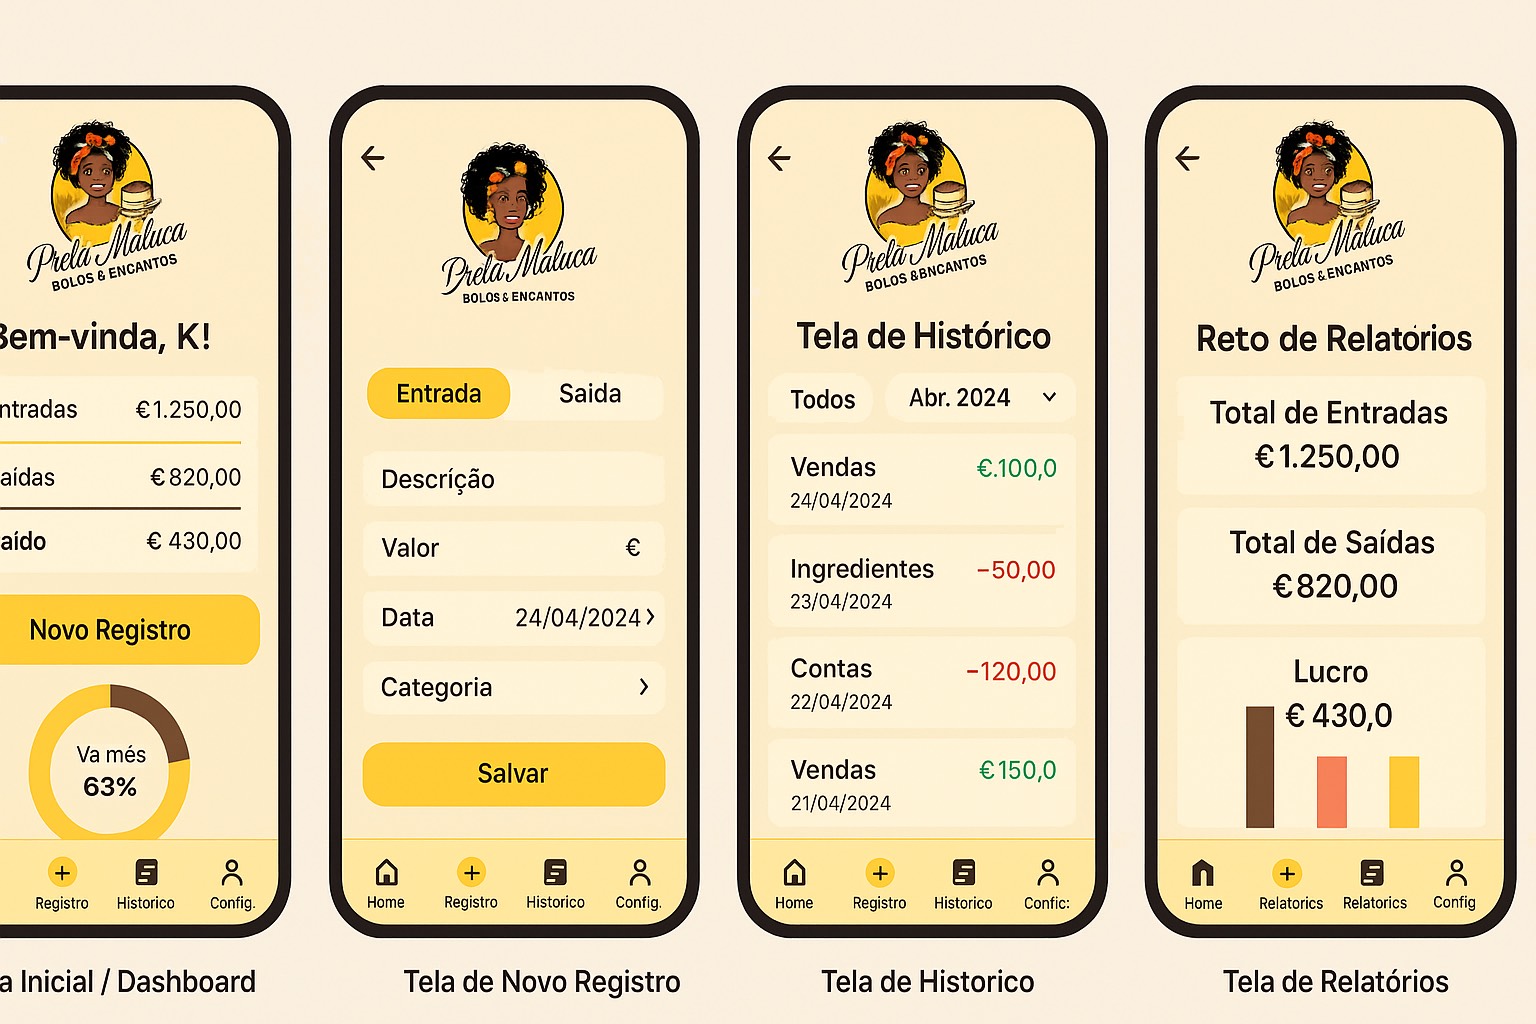 Prela Maluca
BOLOS & ENCANTOS
Bem-vinda, K!
ntradas €1.250,00
aídas €820,00
aído € 430,00
Novo Registro
Va més
63%
Registro Historico Config.
a Inicial / Dashboard
Prela Maluca
BOLOS & ENCANTOS
Entrada Saida
Descríção
Valor €
Data 24/04/2024 >
Categoria >
Salvar
Home Registro Historico Config.
Tela de Novo Registro
Prela Maluca
BOLOS &BNCANTOS
Tela de Histórico
Todos Abr. 2024
Vendas €.100,0
24/04/2024
Ingredientes −50,00
23/04/2024
Contas −120,00
22/04/2024
Vendas €150,0
21/04/2024
Home Registro Historico Confic:
Tela de Historico
Prela Maluca
BOLOS & ENCANTOS
Reto de Relatórios
Total de Entradas
€1.250,00
Total de Saídas
€820,00
Lucro
€ 430,0
Home Relatorics Relatorics Config
Tela de Relatórios